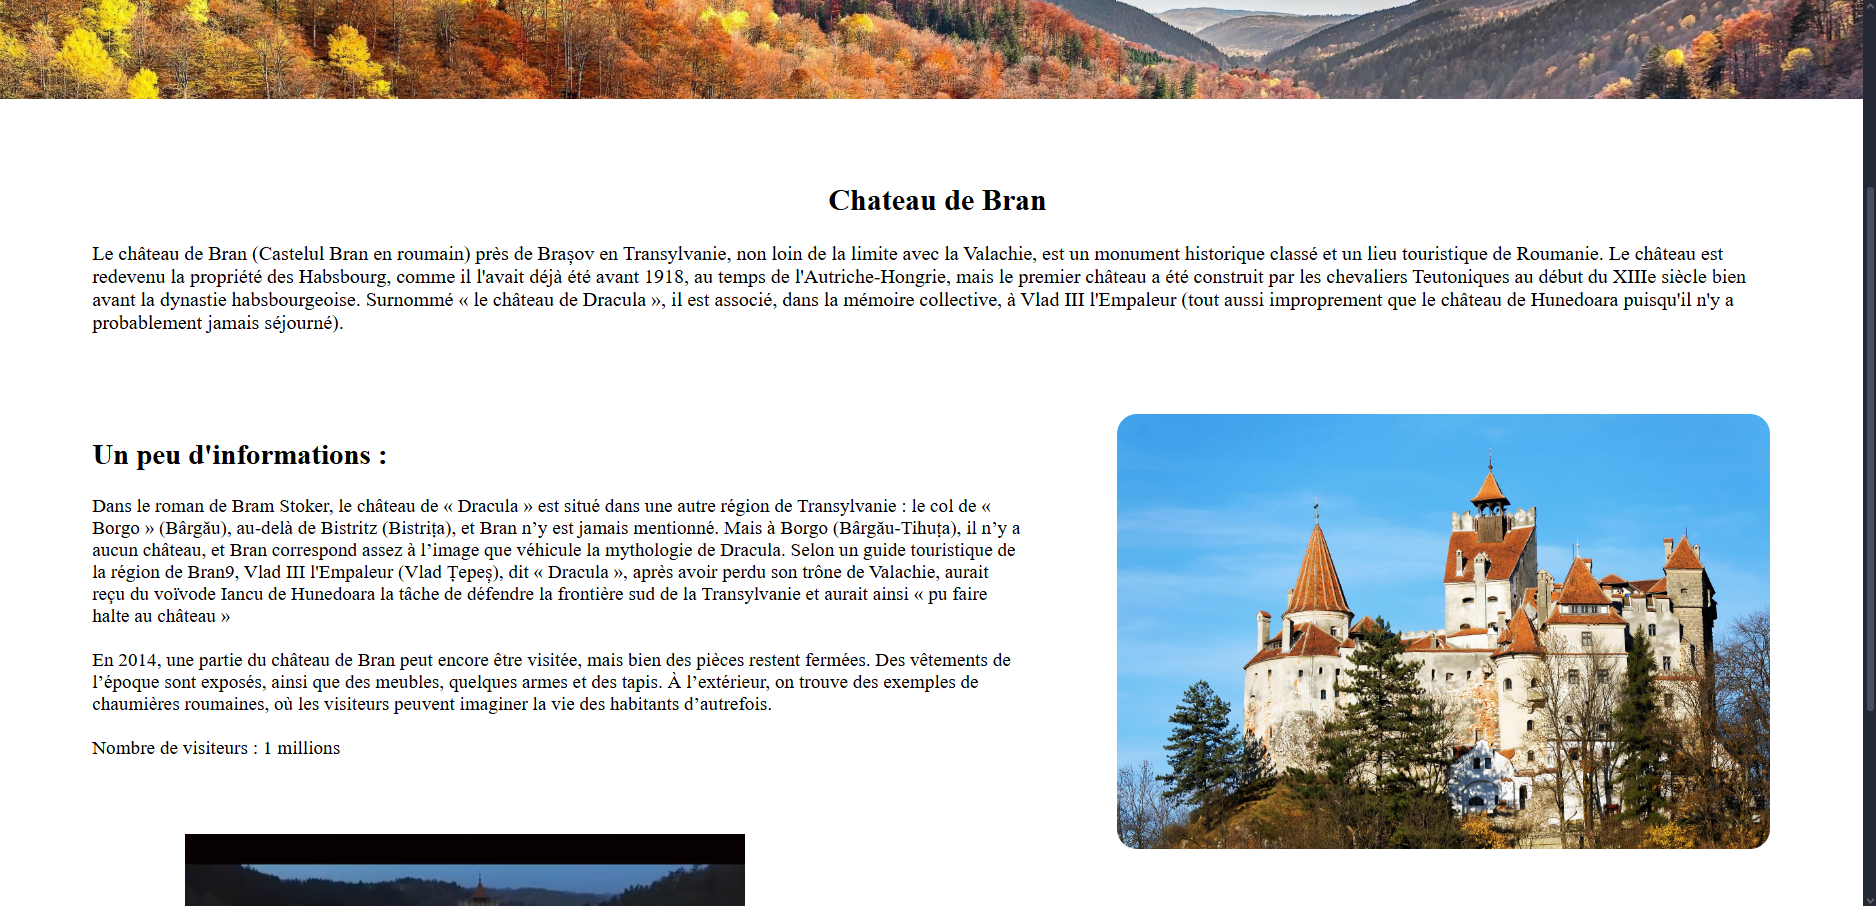 Chateau de Bran
Le château de Bran (Castelul Bran en roumain) près de Brașov en Transylvanie, non loin de la limite avec la Valachie, est un monument historique classé et un lieu touristique de Roumanie. Le château est
redevenu la propriété des Habsbourg, comme il l'avait déjà été avant 1918, au temps de l'Autriche-Hongrie, mais le premier château a été construit par les chevaliers Teutoniques au début du XIIIe siècle bien
avant la dynastie habsbourgeoise. Surnommé « le château de Dracula », il est associé, dans la mémoire collective, à Vlad III l'Empaleur (tout aussi improprement que le château de Hunedoara puisqu'il n'y a
probablement jamais séjourné).
Un peu d'informations :
Dans le roman de Bram Stoker, le château de « Dracula » est situé dans une autre région de Transylvanie : le col de «
Borgo » (Bârgău), au-delà de Bistritz (Bistrița), et Bran n’y est jamais mentionné. Mais à Borgo (Bârgău-Tihuța), il n’y a
aucun château, et Bran correspond assez à l’image que véhicule la mythologie de Dracula. Selon un guide touristique de
la région de Bran9, Vlad III l'Empaleur (Vlad Țepeș), dit « Dracula », après avoir perdu son trône de Valachie, aurait
reçu du voïvode Iancu de Hunedoara la tâche de défendre la frontière sud de la Transylvanie et aurait ainsi « pu faire
halte au château »
En 2014, une partie du château de Bran peut encore être visitée, mais bien des pièces restent fermées. Des vêtements de
l’époque sont exposés, ainsi que des meubles, quelques armes et des tapis. À l’extérieur, on trouve des exemples de
chaumières roumaines, où les visiteurs peuvent imaginer la vie des habitants d’autrefois.
Nombre de visiteurs : 1 millions